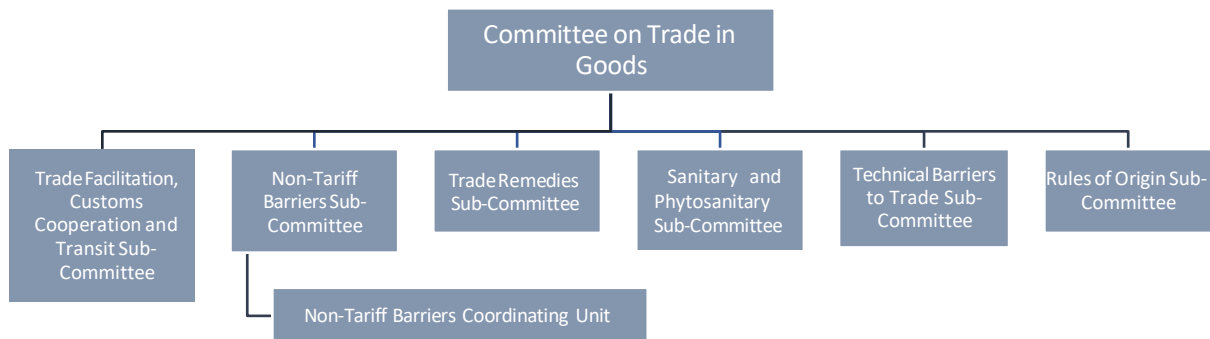 Committee on Trade in
Goods
Trade Facilitation,
Customs
Cooperation and
Transit Sub-
Committee
Non-Tariff
Barriers Sub-
Committee
Trade Remedies
Sub-Committee
Sanitary and
Phytosanitary
Sub-Committee
Technical Barriers
to Trade Sub-
Committee
Rules of Origin Sub-
Committee
Non-Tariff Barriers Coordinating Unit